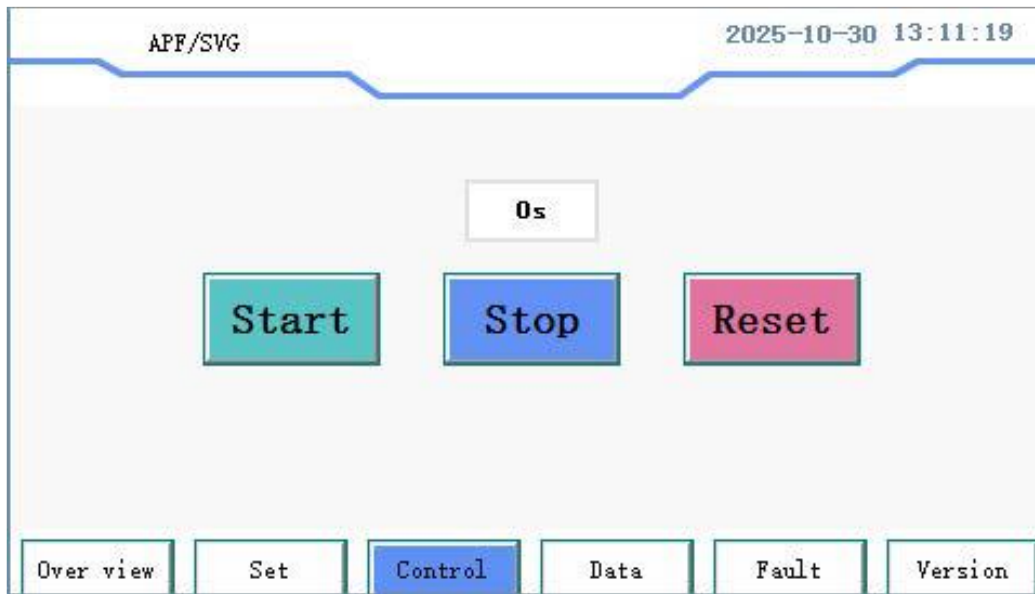 APF/SVG
2025-10-30 13:11:19
0s
Start
Stop
Reset
Over view
Set
Control
Data
Fault
Version